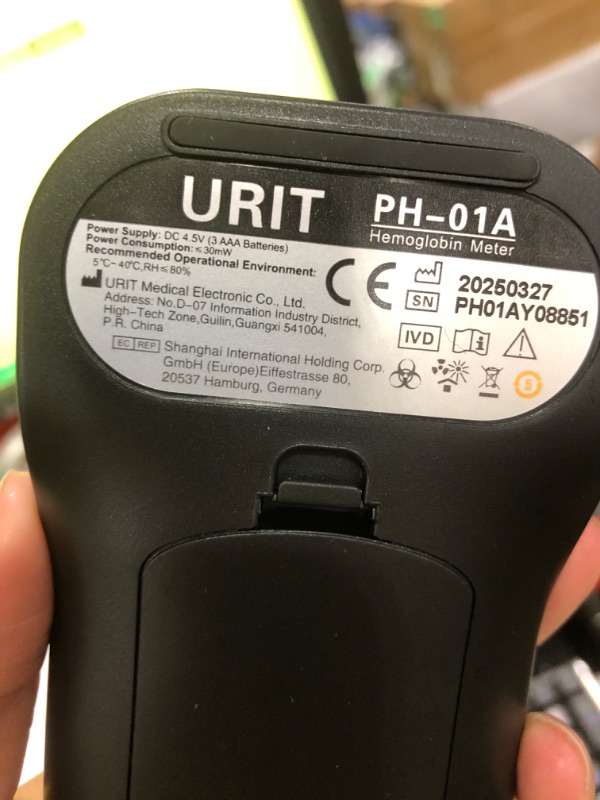 URIT
PH-01A
Hemoglobin Meter
Power Supply: DC 4.5V (3 AAA Batteries)
Power Consumption: ≤30mW
Recommended Operational Environment:
5℃~ 40℃,RH≤80%
URIT Medical Electronic Co., Ltd.
Address: No.D-07 Information Industry District,
High-Tech Zone,Guilin,Guangxi 541004,
P.R. China
EC REP Shanghai International Holding Corp.
GmbH (Europe)Eiffestrasse 80,
20537 Hamburg, Germany
CE
20250327
SN PH01AY08851
IVD
5